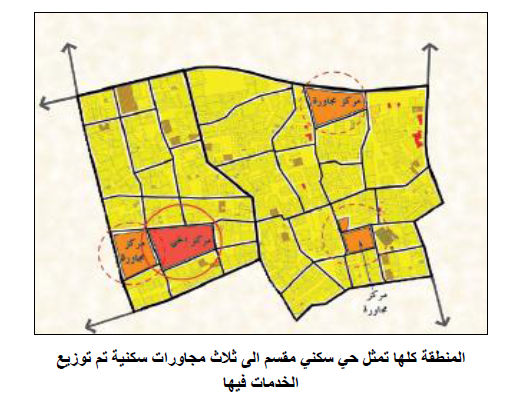 مركز مجاورة
مركز الحي
مركز
مجاورة
مركز
مجاورة
المنطقة كلها تمثل حي سكني مقسم الى ثلاث مجاورات سكنية تم توزيع
الخدمات فيها